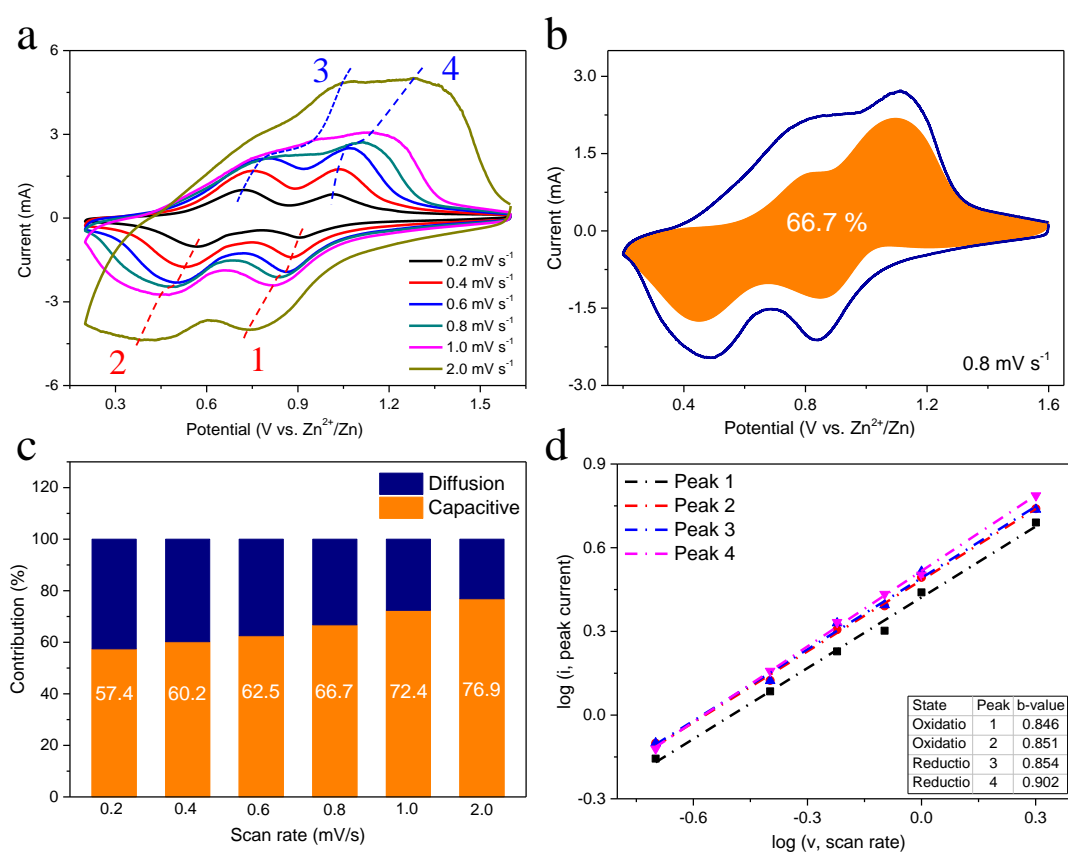 a
6
3
0
-3
-6
Current (mA)
3
4
2
1
0.2 mV s⁻¹
0.4 mV s⁻¹
0.6 mV s⁻¹
0.8 mV s⁻¹
1.0 mV s⁻¹
2.0 mV s⁻¹
0.3 0.6 0.9 1.2 1.5
Potential (V vs. Zn²⁺/Zn)
b
3.0
1.5
0.0
-1.5
-3.0
Current (mA)
66.7 %
0.8 mV s⁻¹
0.4 0.8 1.2 1.6
Potential (V vs. Zn²⁺/Zn)
c
120
100
80
60
40
20
0
Contribution (%)
Diffusion
Capacitive
57.4 60.2 62.5 66.7 72.4 76.9
0.2 0.4 0.6 0.8 1.0 2.0
Scan rate (mV/s)
d
0.9
0.6
0.3
0.0
-0.3
log (i, peak current)
Peak 1
Peak 2
Peak 3
Peak 4
State Peak b-value
Oxidatio 1 0.846
Oxidatio 2 0.851
Reductio 3 0.854
Reductio 4 0.902
-0.6 -0.3 0.0 0.3
log (v, scan rate)